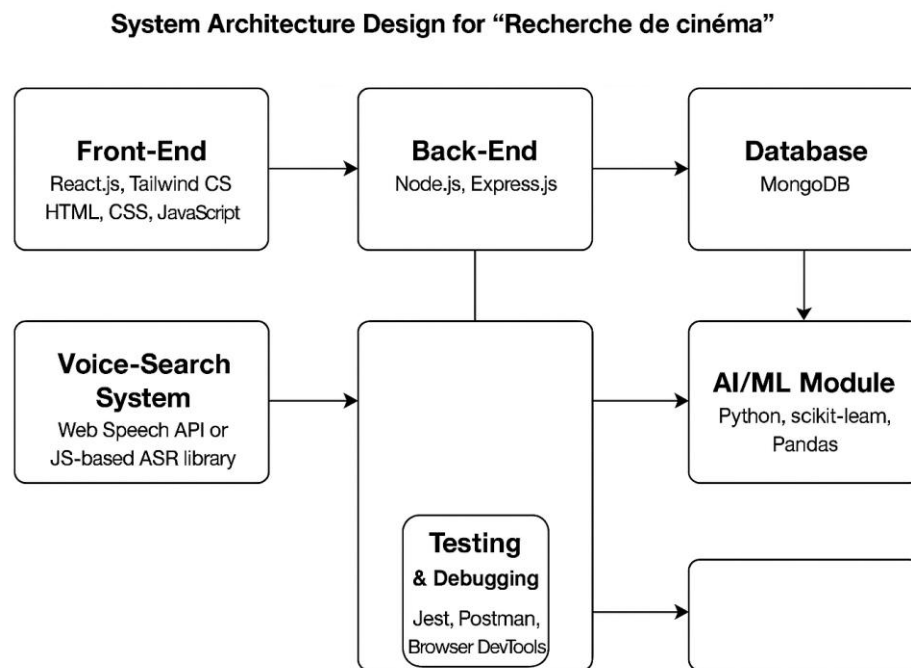 System Architecture Design for “Recherche de cinéma”
Front-End
React.js, Tailwind CS
HTML, CSS, JavaScript
Back-End
Node.js, Express.js
Database
MongoDB
Voice-Search
System
Web Speech API or
JS-based ASR library
AI/ML Module
Python, scikit-leam,
Pandas
Testing
& Debugging
Jest, Postman,
Browser DevTools